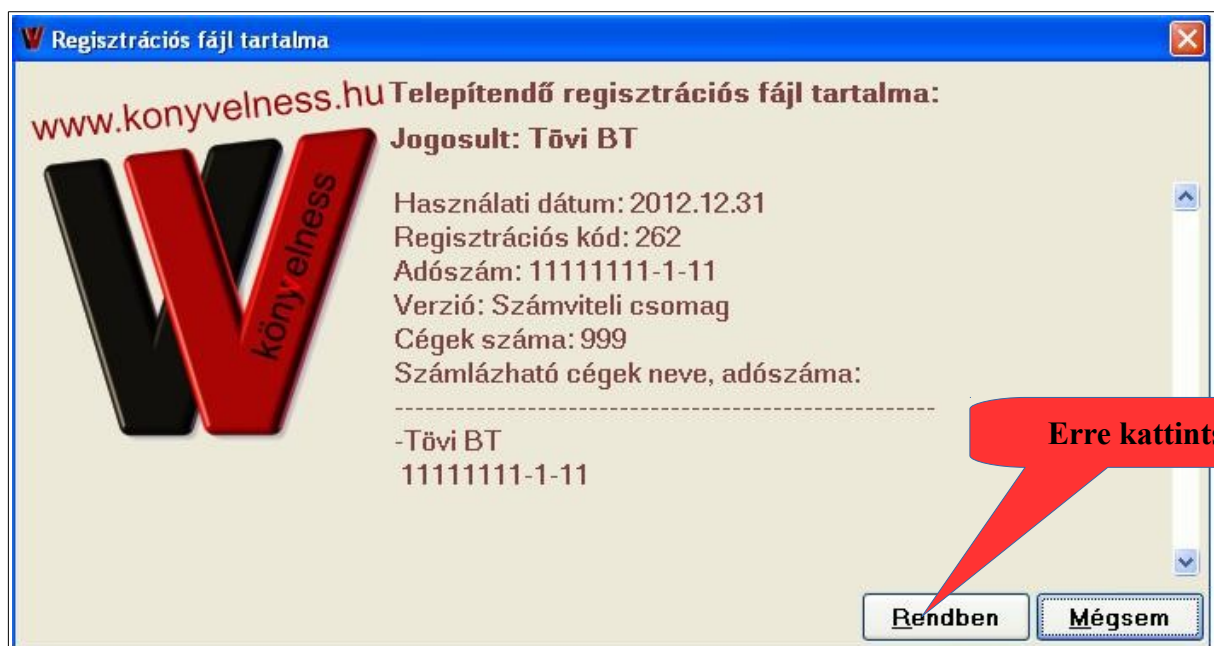 Regisztrációs fájl tartalma
www.konyvelness.hu
könyvelness
Telepítendő regisztrációs fájl tartalma:
Jogosult: Tövi BT
Használati dátum: 2012.12.31
Regisztrációs kód: 262
Adószám: 11111111-1-11
Verzió: Számviteli csomag
Cégek száma: 999
Számlázható cégek neve, adószáma:
------------------------------------------------------
-Tövi BT
11111111-1-11
Erre kattints
Rendben
Mégsem